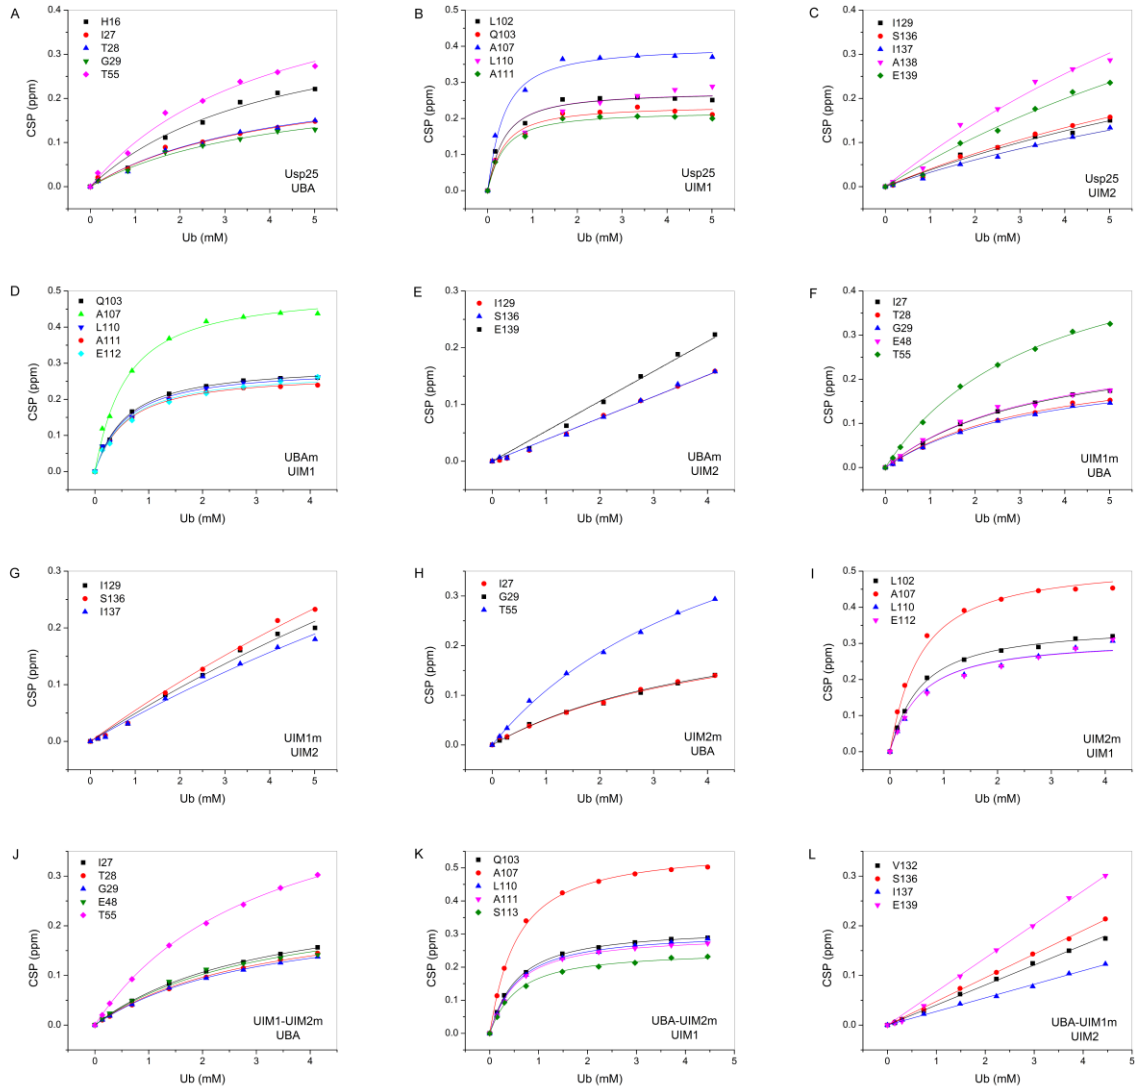 A
H16
I27
T28
G29
T55
CSP (ppm)
0.4
0.3
0.2
0.1
0.0
0 1 2 3 4 5
Ub (mM)
Usp25
UBA
B
L102
Q103
A107
L110
A111
CSP (ppm)
0.5
0.4
0.3
0.2
0.1
0.0
0 1 2 3 4 5
Ub (mM)
Usp25
UIM1
C
I129
S136
I137
A138
E139
CSP (ppm)
0.4
0.3
0.2
0.1
0.0
0 1 2 3 4 5
Ub (mM)
Usp25
UIM2
D
Q103
A107
L110
A111
E112
CSP (ppm)
0.5
0.4
0.3
0.2
0.1
0.0
0 1 2 3 4
Ub (mM)
UBAm
UIM1
E
I129
S136
E139
CSP (ppm)
0.3
0.2
0.1
0.0
0 1 2 3 4
Ub (mM)
UBAm
UIM2
F
I27
T28
G29
E48
T55
CSP (ppm)
0.4
0.3
0.2
0.1
0.0
0 1 2 3 4 5
Ub (mM)
UIM1m
UBA
G
I129
S136
I137
CSP (ppm)
0.3
0.2
0.1
0.0
0 1 2 3 4 5
Ub (mM)
UIM1m
UIM2
H
I27
G29
T55
CSP (ppm)
0.3
0.2
0.1
0.0
0 1 2 3 4
Ub (mM)
UIM2m
UBA
I
L102
A107
L110
E112
CSP (ppm)
0.5
0.4
0.3
0.2
0.1
0.0
0 1 2 3 4
Ub (mM)
UIM2m
UIM1
J
I27
T28
G29
E48
T55
CSP (ppm)
0.3
0.2
0.1
0.0
0 1 2 3 4
Ub (mM)
UIM1-UIM2m
UBA
K
Q103
A107
L110
A111
S113
CSP (ppm)
0.5
0.4
0.3
0.2
0.1
0.0
0 1 2 3 4 5
Ub (mM)
UBA-UIM2m
UIM1
L
V132
S136
I137
E139
CSP (ppm)
0.3
0.2
0.1
0.0
0 1 2 3 4 5
Ub (mM)
UBA-UIM1m
UIM2